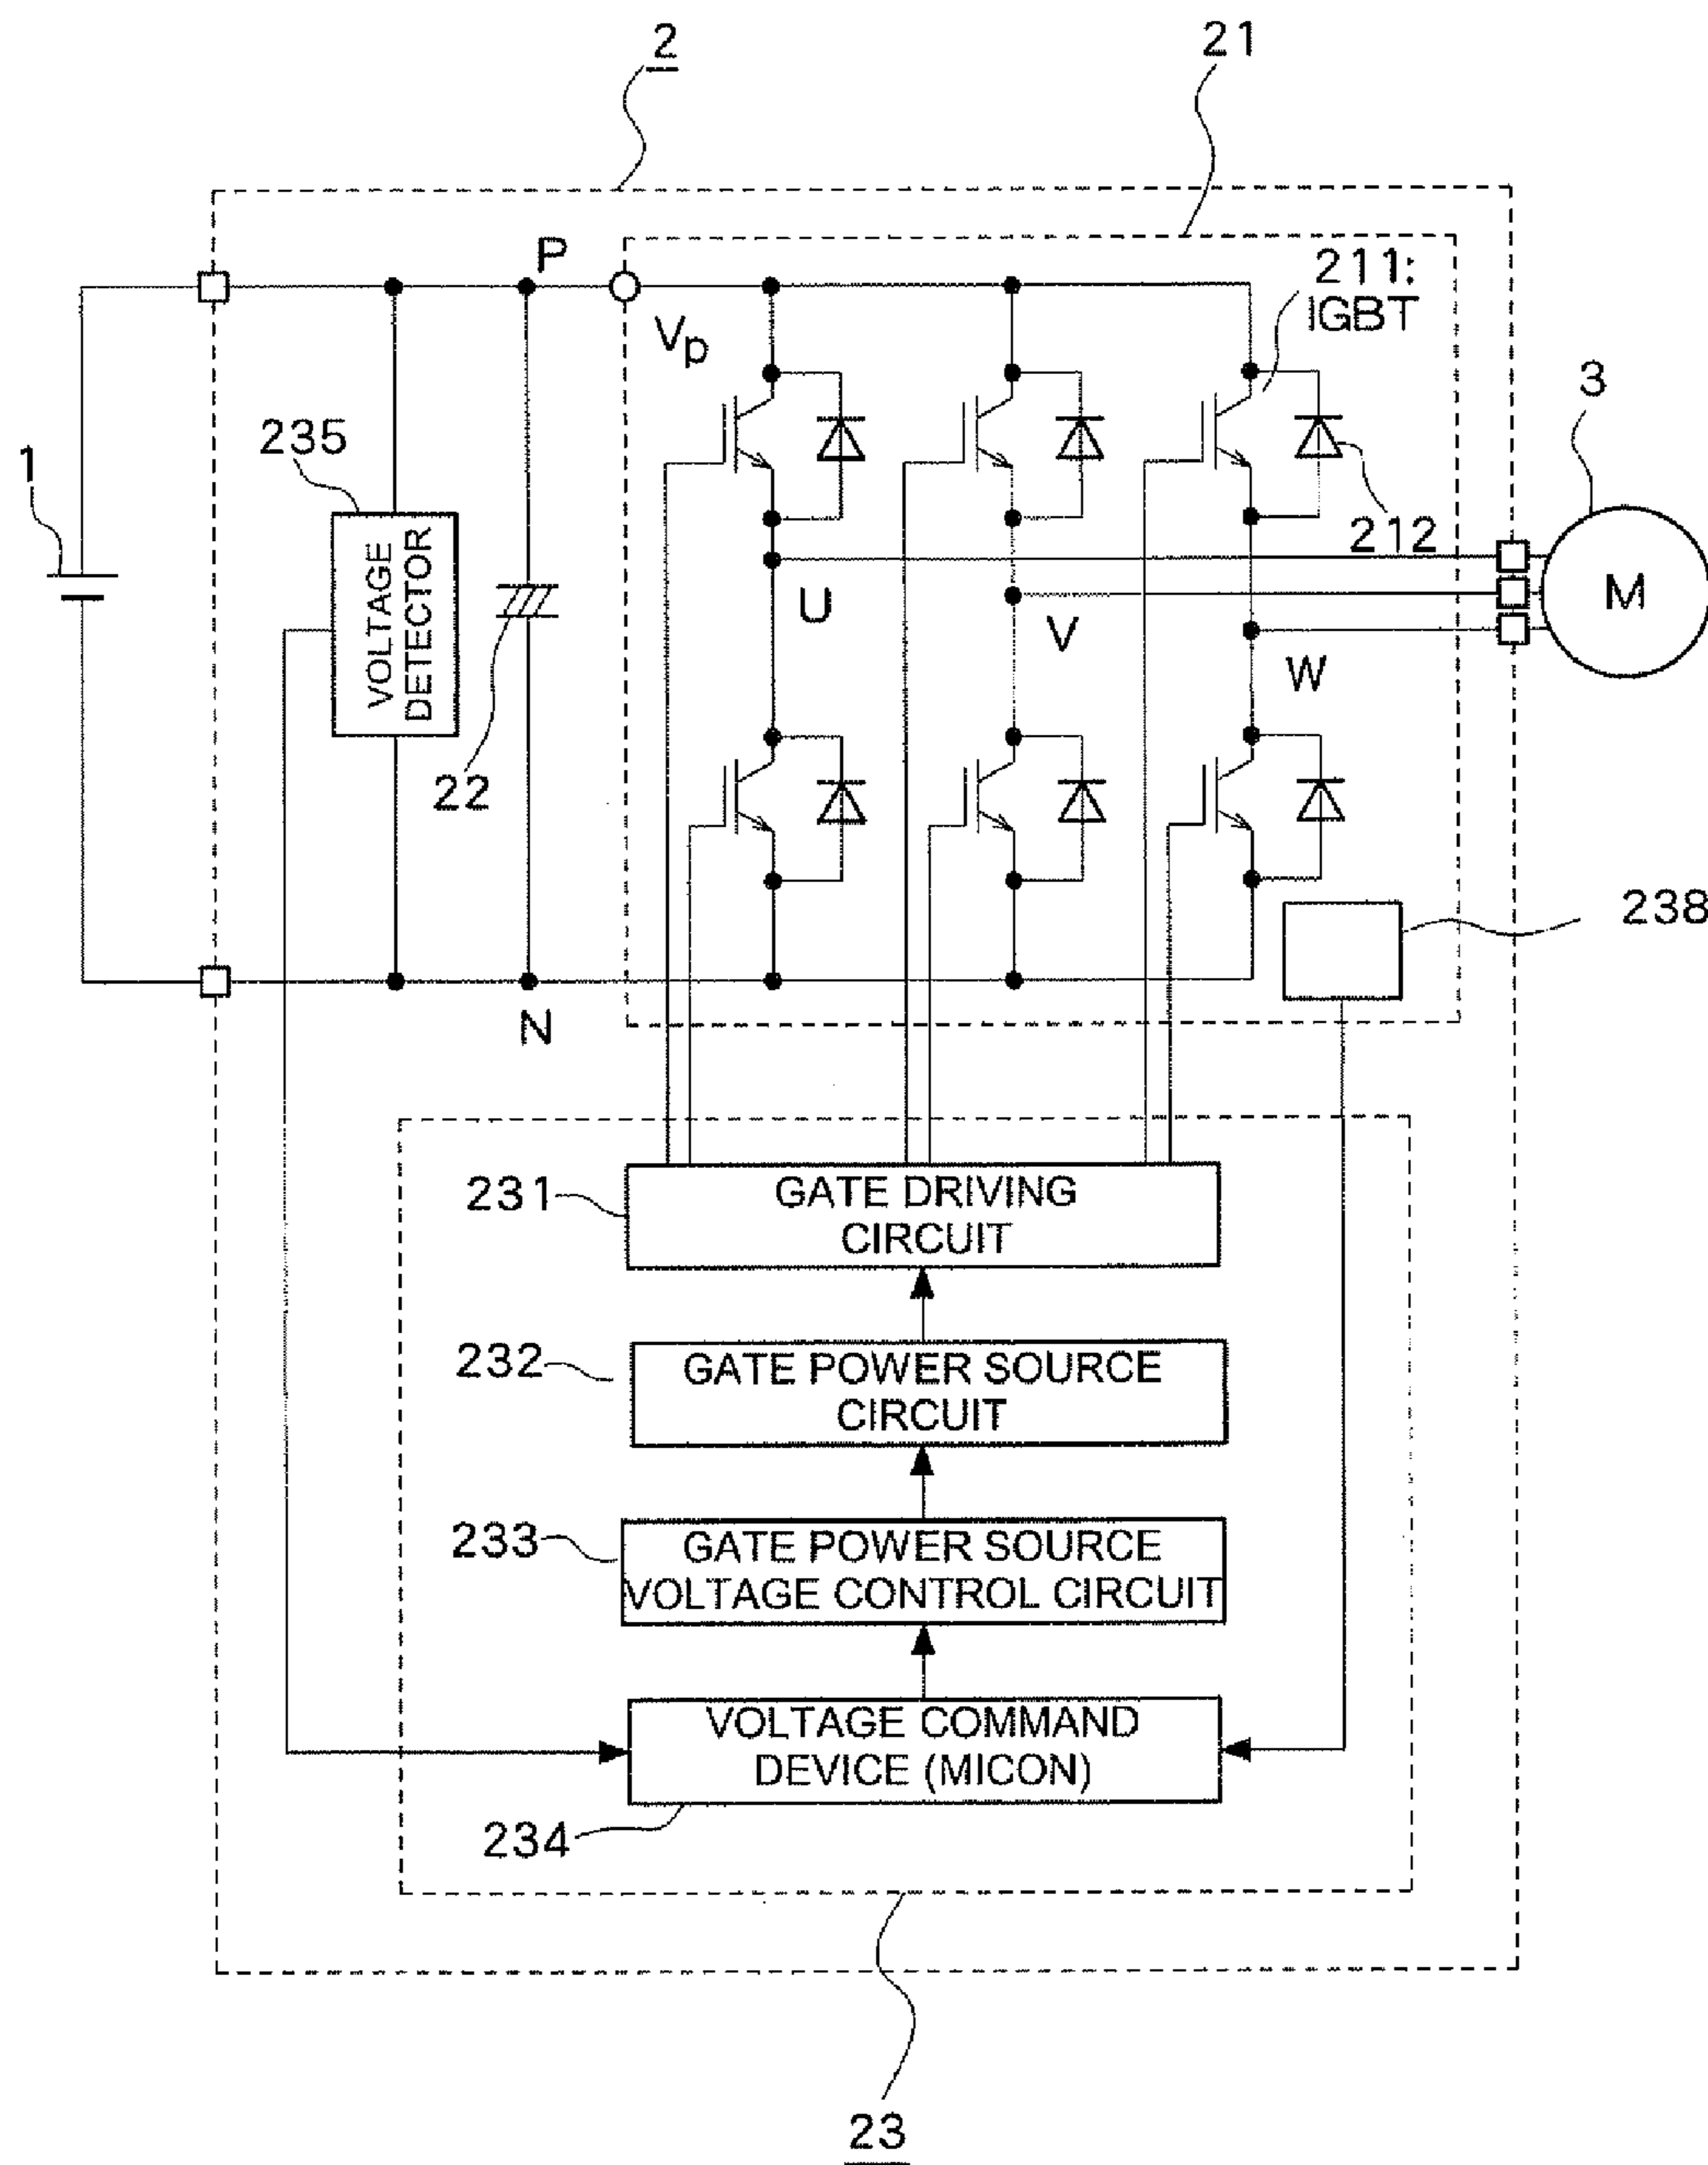 2
21
P
Vp
211:
IGBT
3
1
235
VOLTAGE
DETECTOR
212
M
U
V
W
22
238
N
231
GATE DRIVING
CIRCUIT
232
GATE POWER SOURCE
CIRCUIT
233
GATE POWER SOURCE
VOLTAGE CONTROL CIRCUIT
VOLTAGE COMMAND
DEVICE (MICON)
234
23